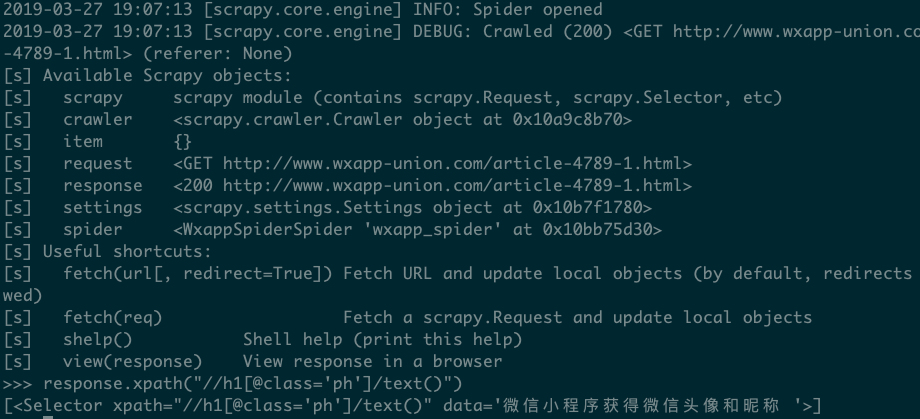 2019-03-27 19:07:13 [scrapy.core.engine] INFO: Spider opened
2019-03-27 19:07:13 [scrapy.core.engine] DEBUG: Crawled (200) <GET http://www.wxapp-union.co
-4789-1.html> (referer: None)
[s] Available Scrapy objects:
[s]   scrapy     scrapy module (contains scrapy.Request, scrapy.Selector, etc)
[s]   crawler    <scrapy.crawler.Crawler object at 0x10a9c8b70>
[s]   item       {}
[s]   request    <GET http://www.wxapp-union.com/article-4789-1.html>
[s]   response   <200 http://www.wxapp-union.com/article-4789-1.html>
[s]   settings   <scrapy.settings.Settings object at 0x10b7f1780>
[s]   spider     <WxappSpiderSpider 'wxapp_spider' at 0x10bb75d30>
[s] Useful shortcuts:
[s]   fetch(url[, redirect=True]) Fetch URL and update local objects (by default, redirects
wed)
[s]   fetch(req)                  Fetch a scrapy.Request and update local objects
[s]   shelp()           Shell help (print this help)
[s]   view(response)    View response in a browser
>>> response.xpath("//h1[@class='ph']/text()")
[<Selector xpath="//h1[@class='ph']/text()" data='微信小程序获得微信头像和昵称 '>]